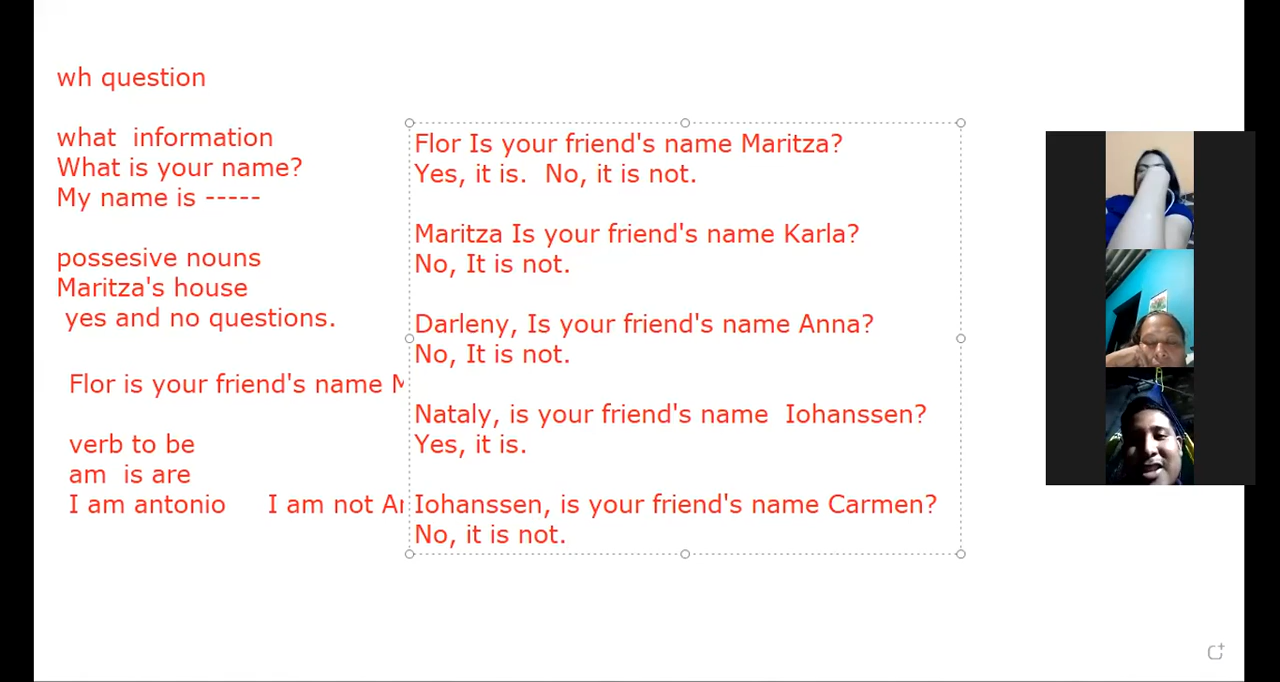 wh question
what  information
What is your name?
My name is -----
possesive nouns
Maritza's house
yes and no questions.
Flor is your friend's name
verb to be
am  is are
I am antonio     I am not
Flor Is your friend's name Maritza?
Yes, it is.  No, it is not.
Maritza Is your friend's name Karla?
No, It is not.
Darleny, Is your friend's name Anna?
No, It is not.
Nataly, is your friend's name  Iohanssen?
Yes, it is.
Iohanssen, is your friend's name Carmen?
No, it is not.